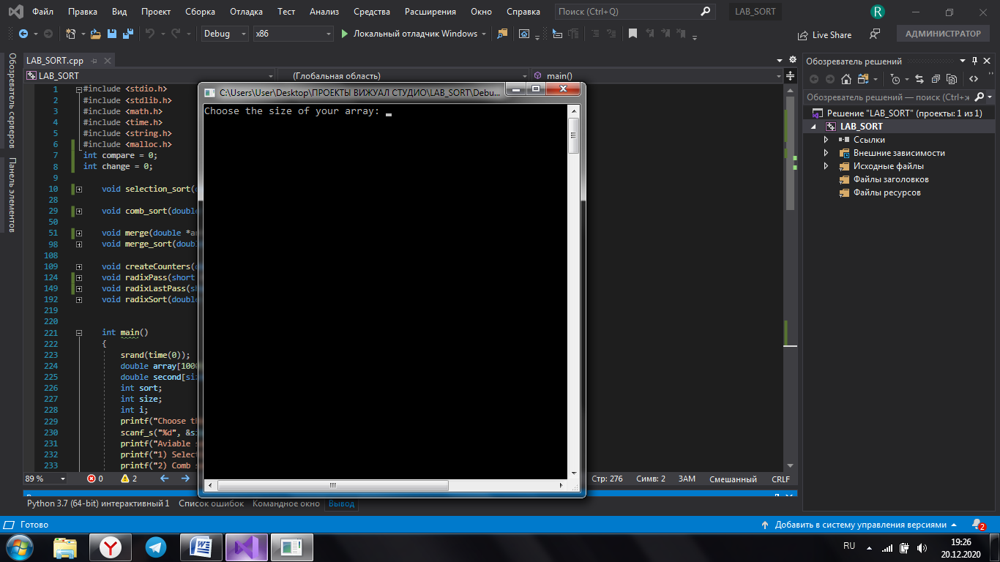 Файл Правка Вид Проект Сборка Отладка Тест Анализ Средства Расширения Окно Справка Поиск (Ctrl+Q) LAB_SORT R
Debug x86 Локальный отладчик Windows Live Share АДМИНИСТРАТОР
Обозреватель серверов
Панель элементов
LAB_SORT.cpp
LAB_SORT (Глобальная область) main()
1 #include <stdio.h>
2 #include <stdlib.h>
3 #include <math.h>
4 #include <time.h>
5 #include <string.h>
6 #include <malloc.h>
7 int compare = 0;
8 int change = 0;
9
10 void selection_sort(
28
29 void comb_sort(double
50
51 void merge(double *a
98 void merge_sort(doub
108
109 void createCounters(
124 void radixPass(short
149 void radixLastPass(s
192 void radixSort(double
219
220
221 int main()
222 {
223 srand(time(0));
224 double array[1000
225 double second[siz
226 int sort;
227 int size;
228 int i;
229 printf("Choose th
230 scanf_s("%d", &s
231 printf("Aviable s
232 printf("1) Select
233 printf("2) Comb s
C:\Users\User\Desktop\ПРОЕКТЫ ВИЖУАЛ СТУДИО\LAB_SORT\Debu...
Choose the size of your array:
Обозреватель решений
Обозреватель решений — поиск (Ctrl+ж
Решение "LAB_SORT" (проекты: 1 из 1)
LAB_SORT
Ссылки
Внешние зависимости
Исходные файлы
Файлы заголовков
Файлы ресурсов
89 % 0 2 Стр: 276 Симв: 2 ЗАМ Смешанный CRLF
Python 3.7 (64-bit) интерактивный 1 Список ошибок Командное окно Вывод
Готово Добавить в систему управления версиями 2
RU 19:26
20.12.2020